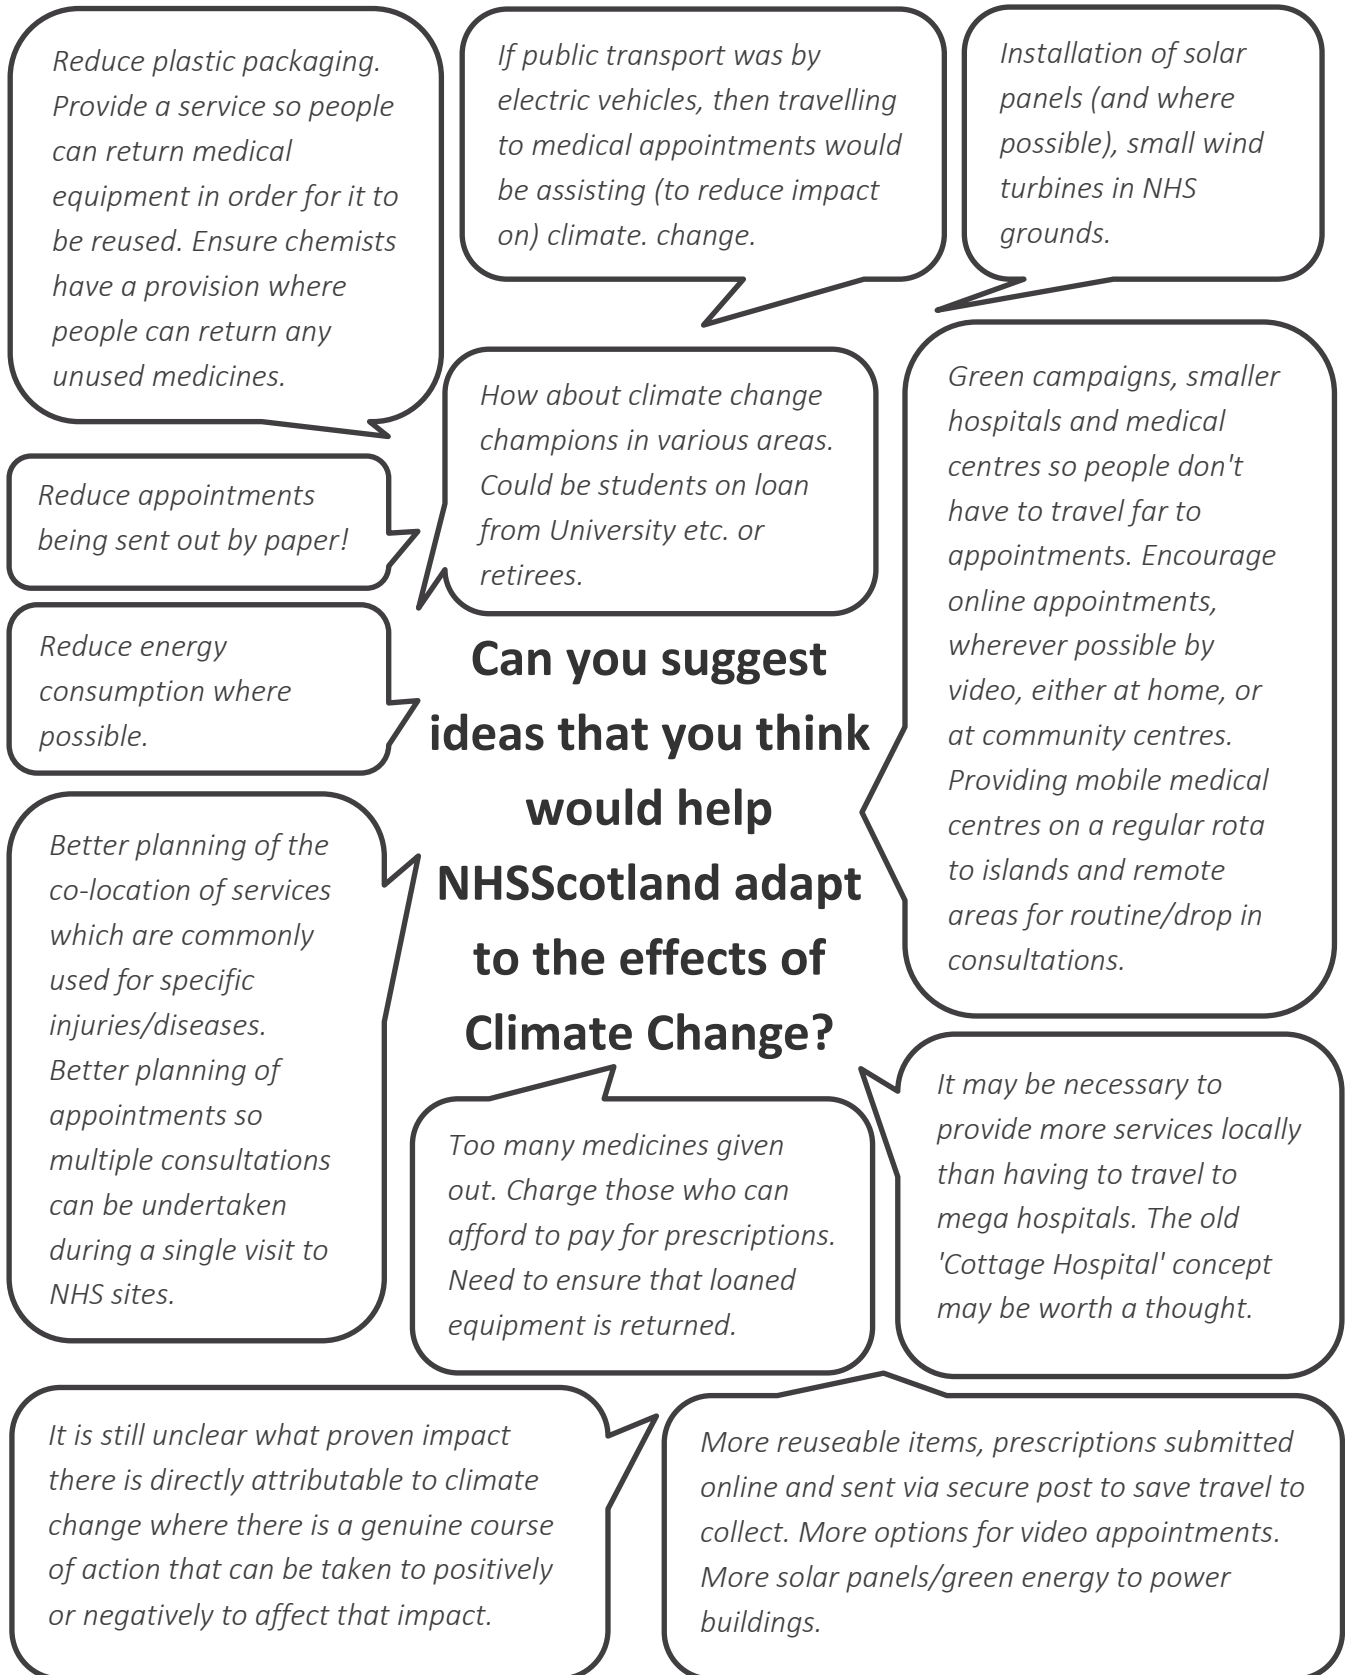 Reduce plastic packaging.
Provide a service so people
can return medical
equipment in order for it to
be reused. Ensure chemists
have a provision where
people can return any
unused medicines.
If public transport was by
electric vehicles, then travelling
to medical appointments would
be assisting (to reduce impact
on) climate. change.
Installation of solar
panels (and where
possible), small wind
turbines in NHS
grounds.
How about climate change
champions in various areas.
Could be students on loan
from University etc. or
retirees.
Green campaigns, smaller
hospitals and medical
centres so people don't
have to travel far to
appointments. Encourage
online appointments,
wherever possible by
video, either at home, or
at community centres.
Providing mobile medical
centres on a regular rota
to islands and remote
areas for routine/drop in
consultations.
Reduce appointments
being sent out by paper!
Reduce energy
consumption where
possible.
Can you suggest
ideas that you think
would help
NHSScotland adapt
to the effects of
Climate Change?
Better planning of the
co-location of services
which are commonly
used for specific
injuries/diseases.
Better planning of
appointments so
multiple consultations
can be undertaken
during a single visit to
NHS sites.
Too many medicines given
out. Charge those who can
afford to pay for prescriptions.
Need to ensure that loaned
equipment is returned.
It may be necessary to
provide more services locally
than having to travel to
mega hospitals. The old
'Cottage Hospital' concept
may be worth a thought.
It is still unclear what proven impact
there is directly attributable to climate
change where there is a genuine course
of action that can be taken to positively
or negatively to affect that impact.
More reuseable items, prescriptions submitted
online and sent via secure post to save travel to
collect. More options for video appointments.
More solar panels/green energy to power
buildings.